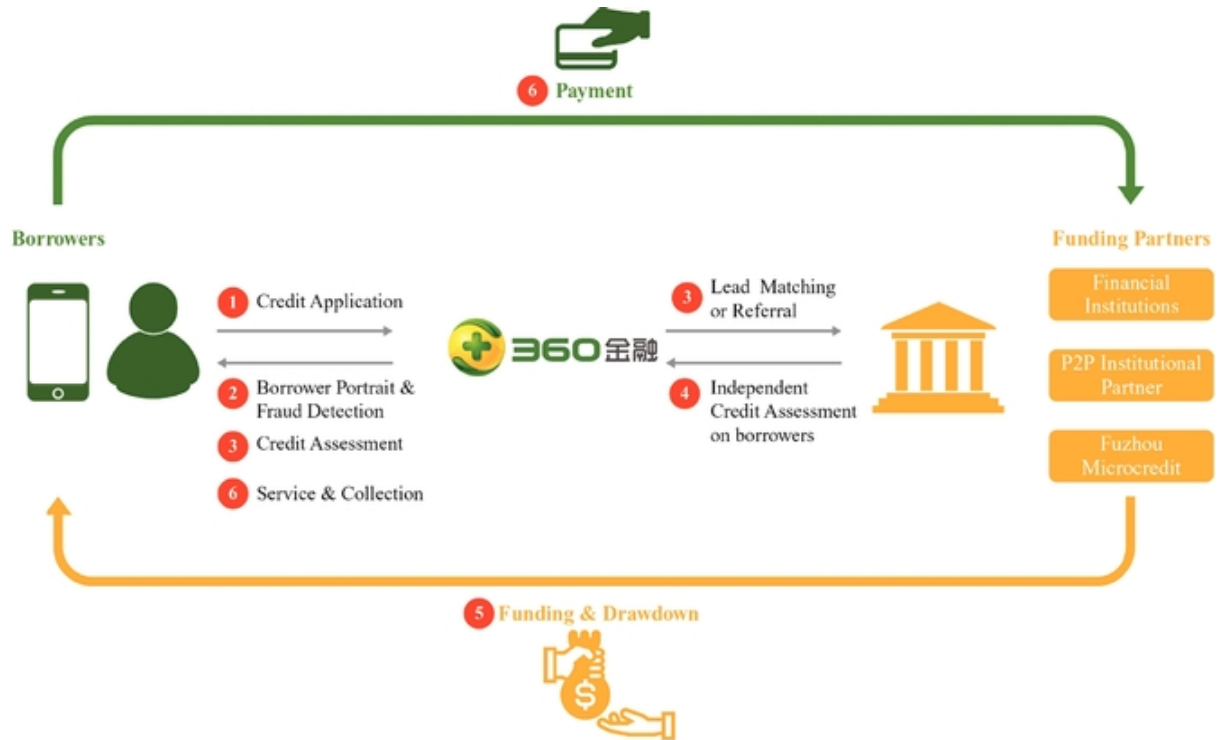 6 Payment
Borrowers
Funding Partners
1 Credit Application
2 Borrower Portrait &
Fraud Detection
3 Credit Assessment
6 Service & Collection
360金融
3 Lead Matching
or Referral
4 Independent
Credit Assessment
on borrowers
Financial
Institutions
P2P Institutional
Partner
Fuzhou
Microcredit
5 Funding & Drawdown
$